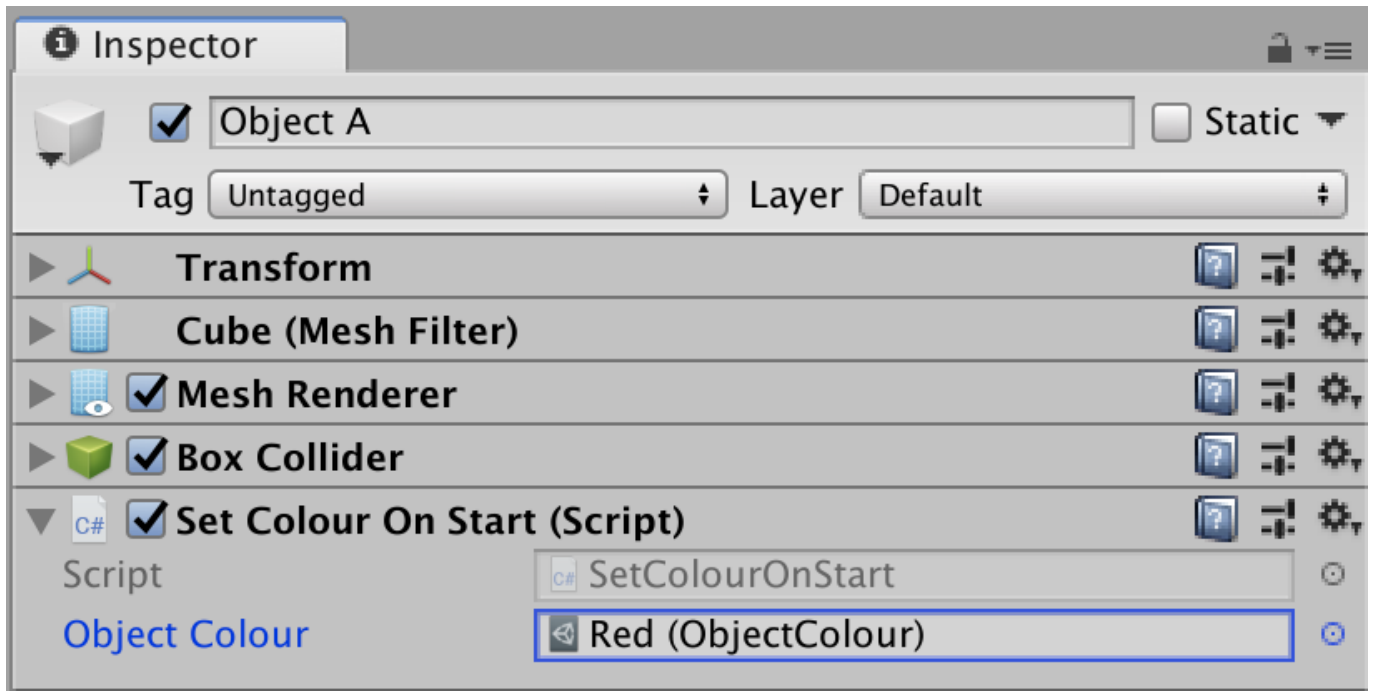 Inspector
Object A Static
Tag Untagged Layer Default
Transform
Cube (Mesh Filter)
Mesh Renderer
Box Collider
C# Set Colour On Start (Script)
Script C# SetColourOnStart
Object Colour Red (ObjectColour)